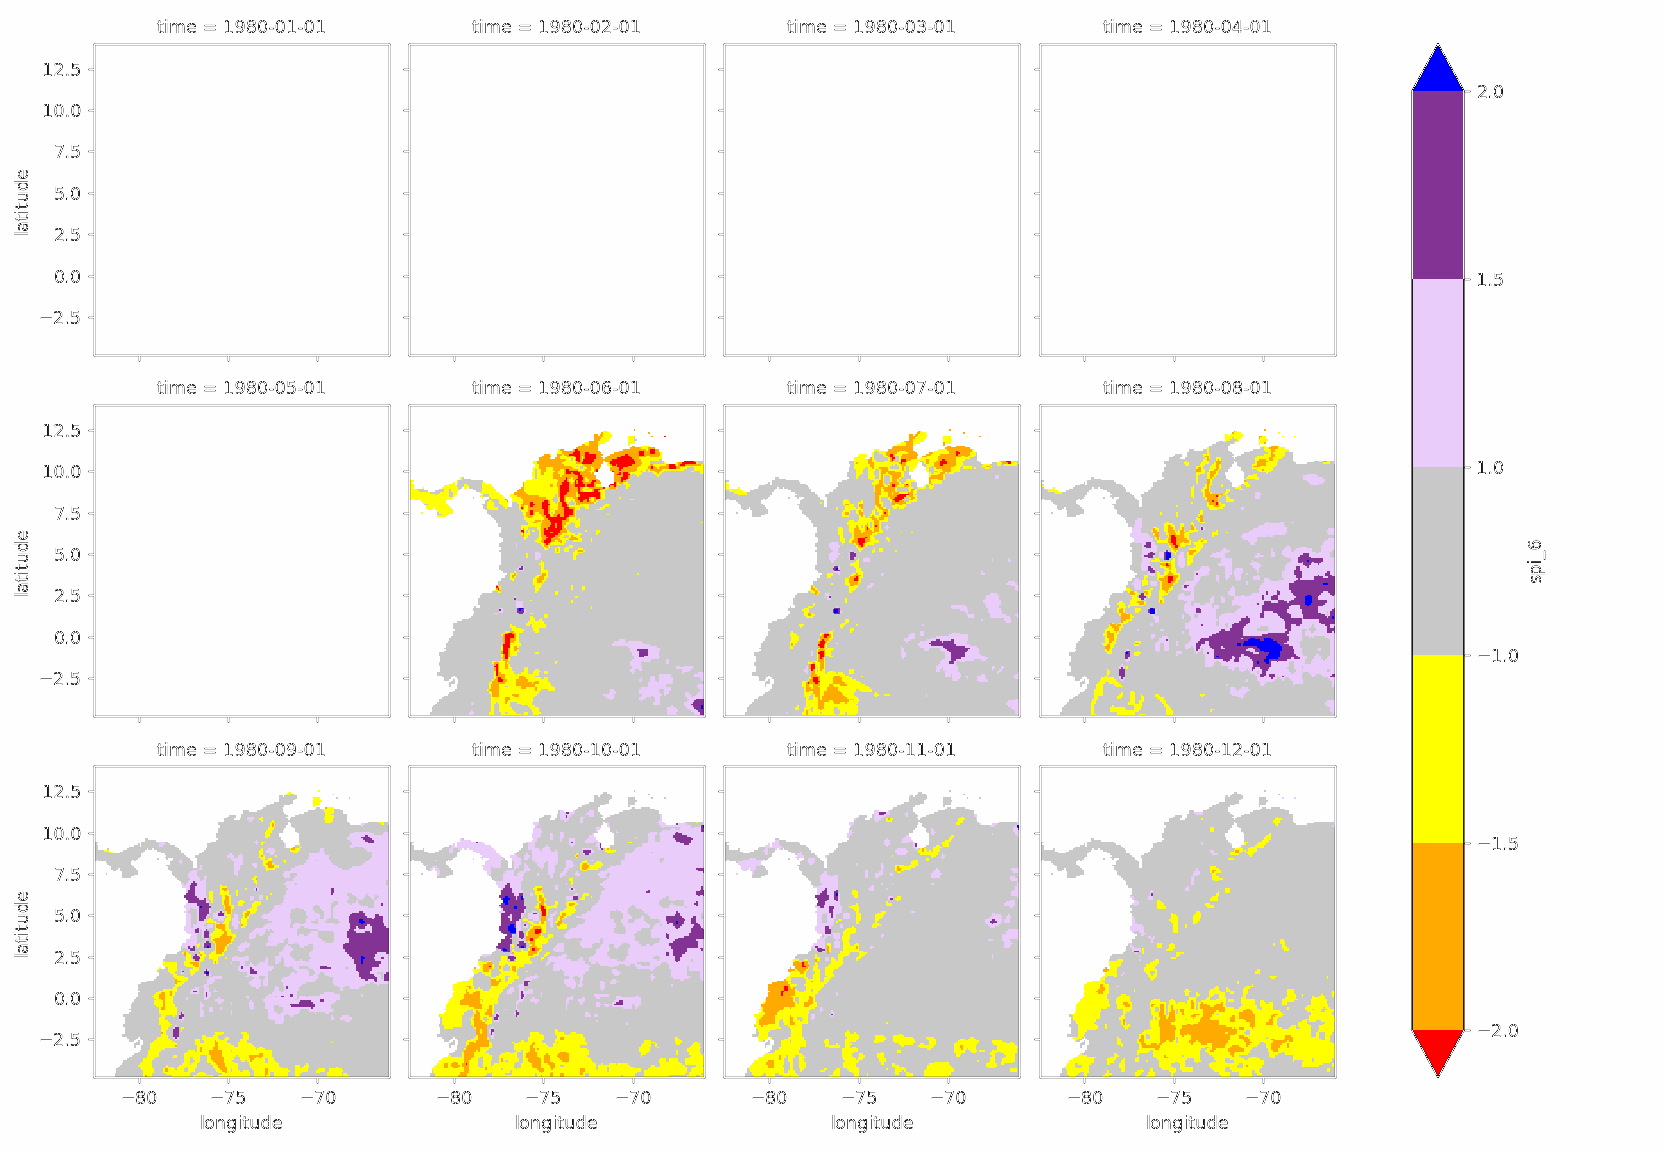 time = 1980-01-01
time = 1980-02-01
time = 1980-03-01
time = 1980-04-01
12.5
10.0
7.5
5.0
2.5
0.0
−2.5
latitude
2.0
1.5
1.0
−1.0
−1.5
−2.0
spi_6
time = 1980-05-01
time = 1980-06-01
time = 1980-07-01
time = 1980-08-01
12.5
10.0
7.5
5.0
2.5
0.0
−2.5
latitude
time = 1980-09-01
time = 1980-10-01
time = 1980-11-01
time = 1980-12-01
12.5
10.0
7.5
5.0
2.5
0.0
−2.5
latitude
−80 −75 −70
−80 −75 −70
−80 −75 −70
−80 −75 −70
longitude
longitude
longitude
longitude